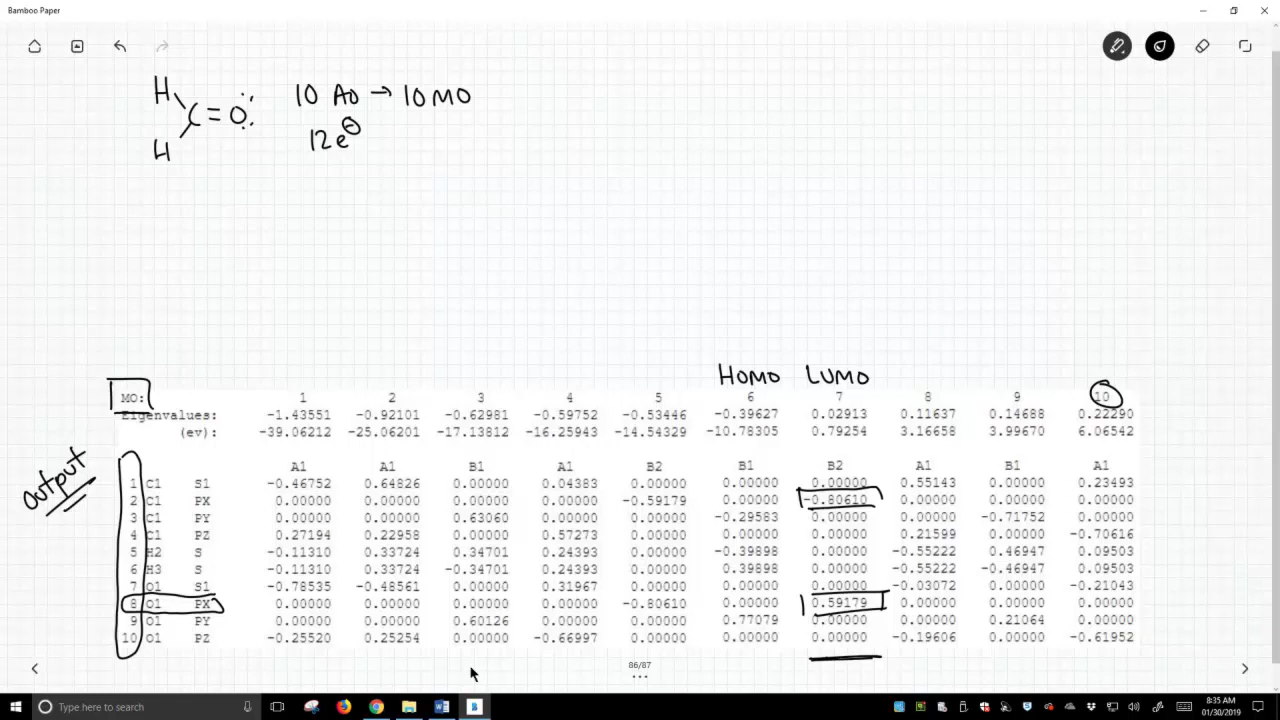 Bamboo Paper
H
C=O 10 AO → 10 MO
H 12e⊖
HOMO LUMO
MO: 1 2 3 4 5 6 7 8 9 10
Eigenvalues: -1.43551 -0.92101 -0.62981 -0.59752 -0.53446 -0.39627 0.02913 0.11637 0.14688 0.22290
(ev): -39.06212 -25.06201 -17.13812 -16.25943 -14.54329 -10.78305 0.79254 3.16658 3.99670 6.06542
output
A1 A1 B1 A1 B2 B1 B2 A1 B1 A1
1 C1 S1 -0.46752 0.64826 0.00000 0.04383 0.00000 0.00000 0.00000 0.55143 0.00000 0.23493
2 C1 PX 0.00000 0.00000 0.00000 0.00000 -0.59179 0.00000 -0.80610 0.00000 0.00000 0.00000
3 C1 PY 0.00000 0.00000 0.63060 0.00000 0.00000 -0.29583 0.00000 0.00000 -0.71752 0.00000
4 C1 PZ 0.27194 0.22958 0.00000 0.57273 0.00000 0.00000 0.00000 0.21599 0.00000 -0.70616
5 H2 S -0.11310 0.33724 0.34701 0.24393 0.00000 -0.39898 0.00000 -0.55222 0.46947 0.09503
6 H3 S -0.11310 0.33724 -0.34701 0.24393 0.00000 0.39898 0.00000 -0.55222 -0.46947 0.09503
7 O1 S1 -0.78535 -0.48561 0.00000 0.31967 0.00000 0.00000 0.00000 -0.03072 0.00000 -0.21043
8 O1 PX 0.00000 0.00000 0.00000 0.00000 -0.80610 0.00000 0.59179 0.00000 0.00000 0.00000
9 O1 PY 0.00000 0.00000 0.60126 0.00000 0.00000 0.77079 0.00000 0.00000 0.21064 0.00000
10 O1 PZ -0.25520 0.25254 0.00000 -0.66997 0.00000 0.00000 0.00000 -0.19606 0.00000 -0.61952
86/87
Type here to search
8:35 AM
01/30/2019